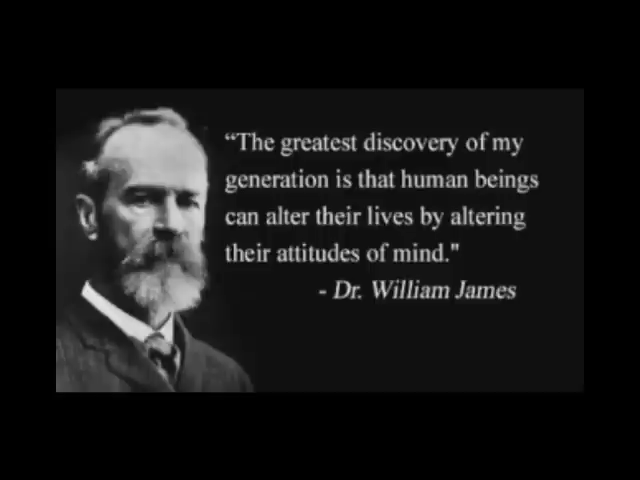 “The greatest discovery of my
generation is that human beings
can alter their lives by altering
their attitudes of mind."
- Dr. William James